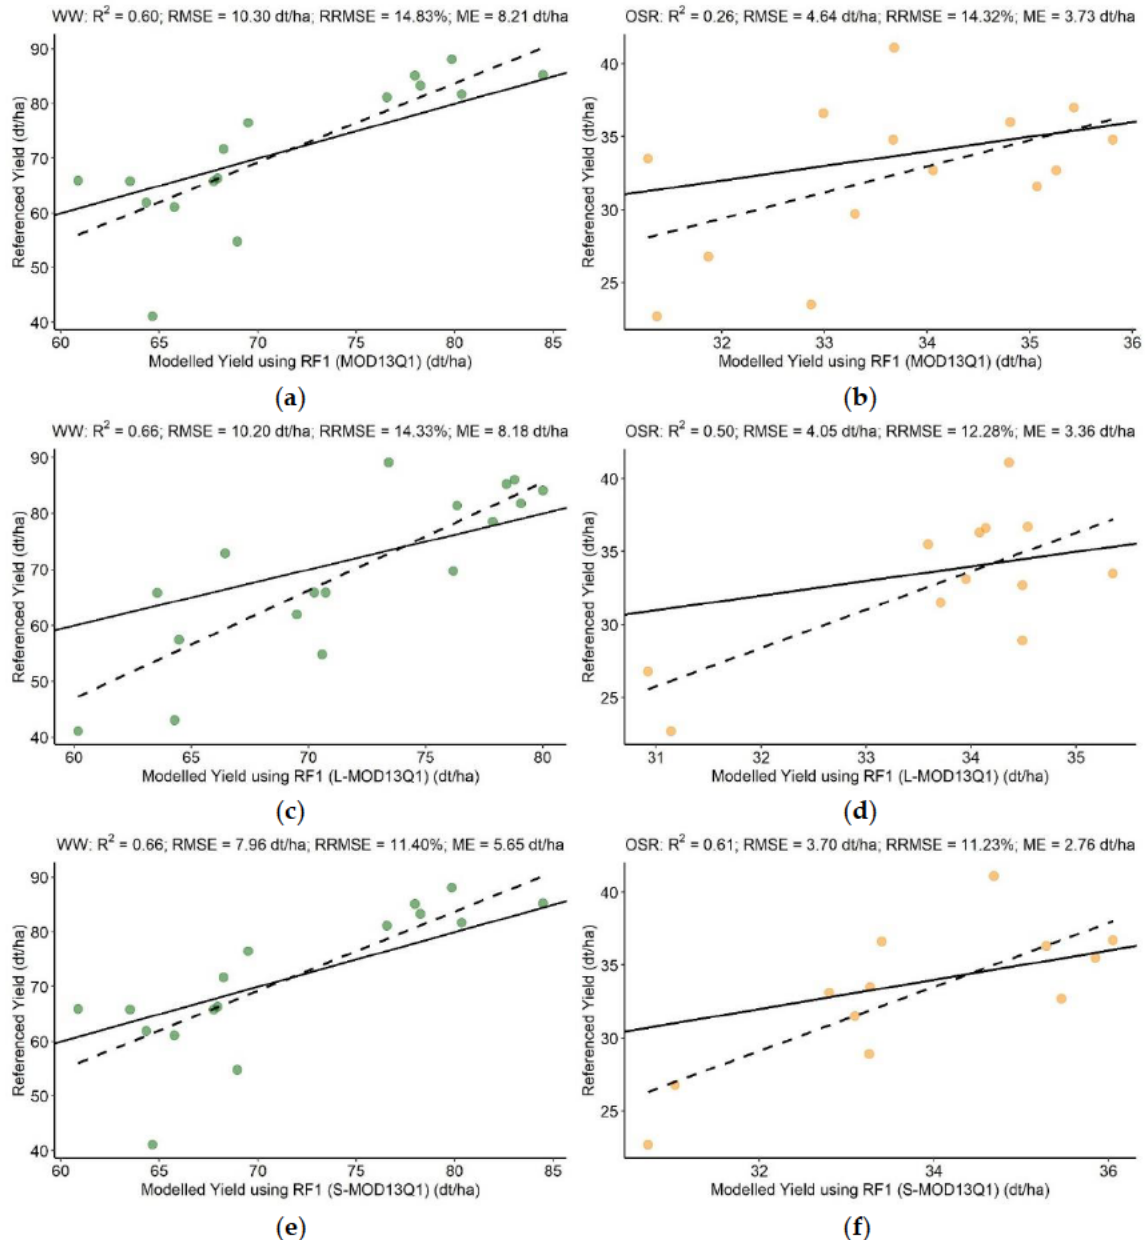 WW: R² = 0.60; RMSE = 10.30 dt/ha; RRMSE = 14.83%; ME = 8.21 dt/ha
Referenced Yield (dt/ha)
90
80
70
60
50
40
60 65 70 75 80 85
Modelled Yield using RF1 (MOD13Q1) (dt/ha)
(a)
OSR: R² = 0.26; RMSE = 4.64 dt/ha; RRMSE = 14.32%; ME = 3.73 dt/ha
Referenced Yield (dt/ha)
40
35
30
25
32 33 34 35 36
Modelled Yield using RF1 (MOD13Q1) (dt/ha)
(b)
WW: R² = 0.66; RMSE = 10.20 dt/ha; RRMSE = 14.33%; ME = 8.18 dt/ha
Referenced Yield (dt/ha)
90
80
70
60
50
40
60 65 70 75 80
Modelled Yield using RF1 (L-MOD13Q1) (dt/ha)
(c)
OSR: R² = 0.50; RMSE = 4.05 dt/ha; RRMSE = 12.28%; ME = 3.36 dt/ha
Referenced Yield (dt/ha)
40
35
30
25
31 32 33 34 35
Modelled Yield using RF1 (L-MOD13Q1) (dt/ha)
(d)
WW: R² = 0.66; RMSE = 7.96 dt/ha; RRMSE = 11.40%; ME = 5.65 dt/ha
Referenced Yield (dt/ha)
90
80
70
60
50
40
60 65 70 75 80 85
Modelled Yield using RF1 (S-MOD13Q1) (dt/ha)
(e)
OSR: R² = 0.61; RMSE = 3.70 dt/ha; RRMSE = 11.23%; ME = 2.76 dt/ha
Referenced Yield (dt/ha)
40
35
30
25
32 34 36
Modelled Yield using RF1 (S-MOD13Q1) (dt/ha)
(f)